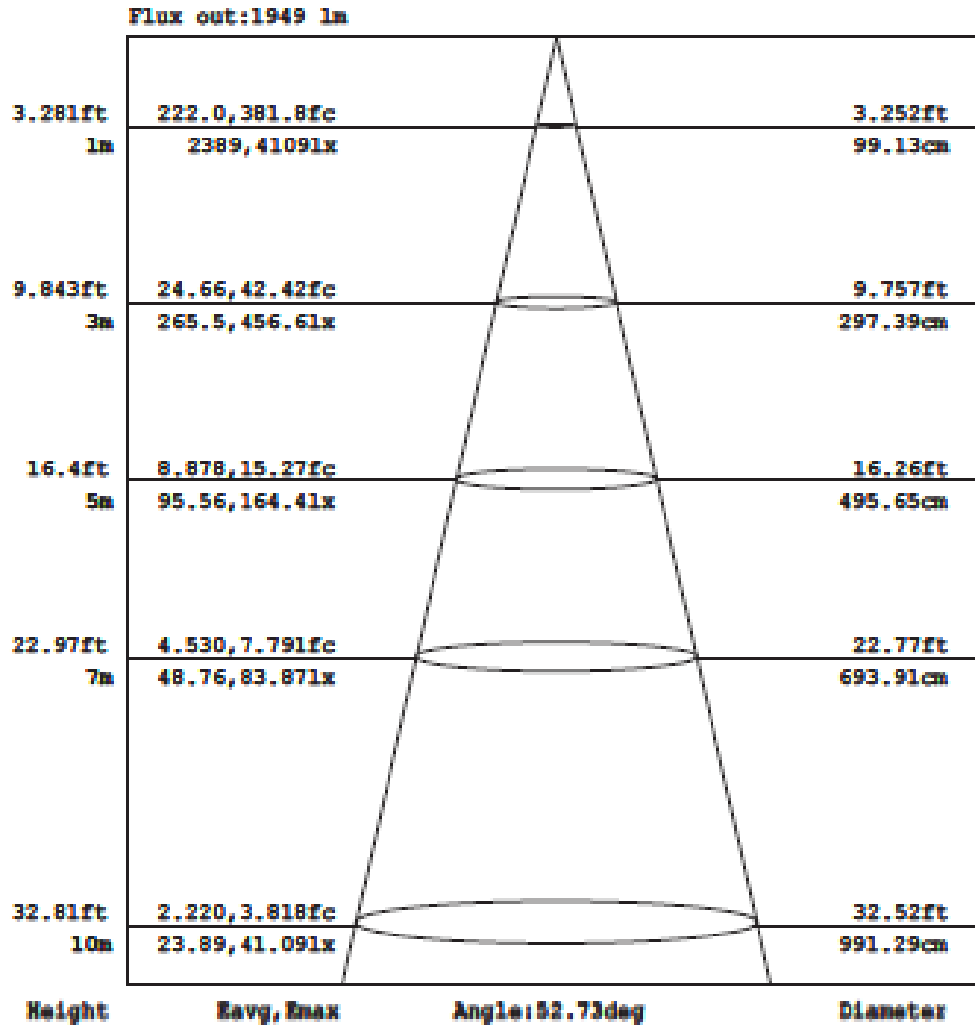 Flux out:1949 lm
3.281ft 222.0,381.8fc 3.252ft
1m 2389,4109lx 99.13cm
9.843ft 24.66,42.42fc 9.757ft
3m 265.5,456.6lx 297.39cm
16.4ft 8.878,15.27fc 16.26ft
5m 95.56,164.4lx 495.65cm
22.97ft 4.530,7.791fc 22.77ft
7m 48.76,83.87lx 693.91cm
32.81ft 2.220,3.818fc 32.52ft
10m 23.89,41.09lx 991.29cm
Height Eavg,Emax Angle:52.73deg Diameter